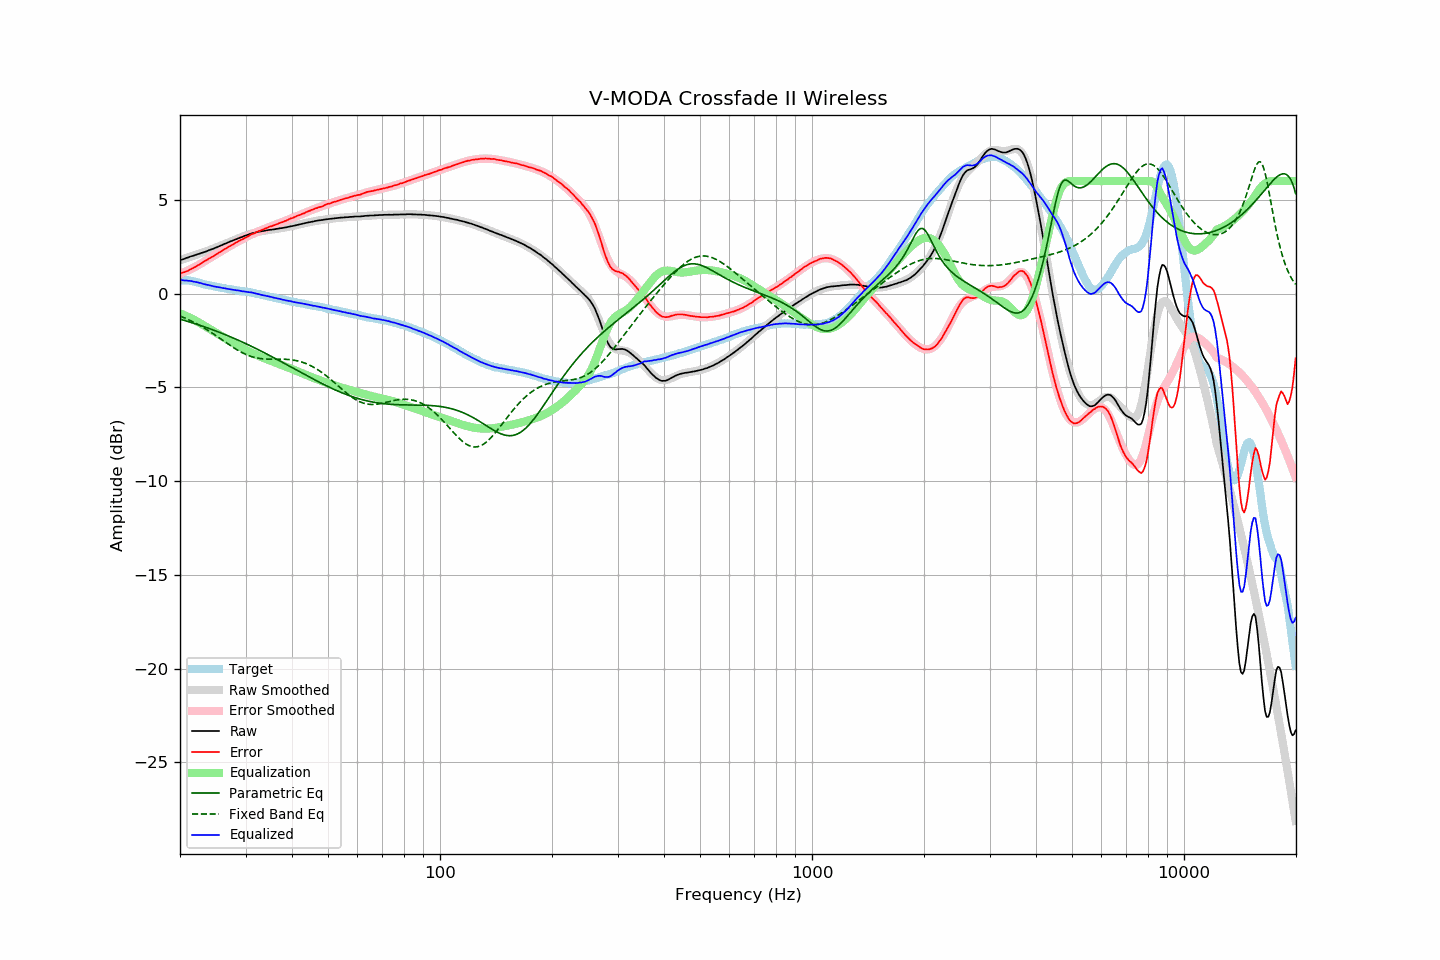 V-MODA Crossfade II Wireless
5
0
−5
−10
−15
−20
−25
Amplitude (dBr)
Target
Raw Smoothed
Error Smoothed
Raw
Error
Equalization
Parametric Eq
Fixed Band Eq
Equalized
100
1000
10000
Frequency (Hz)